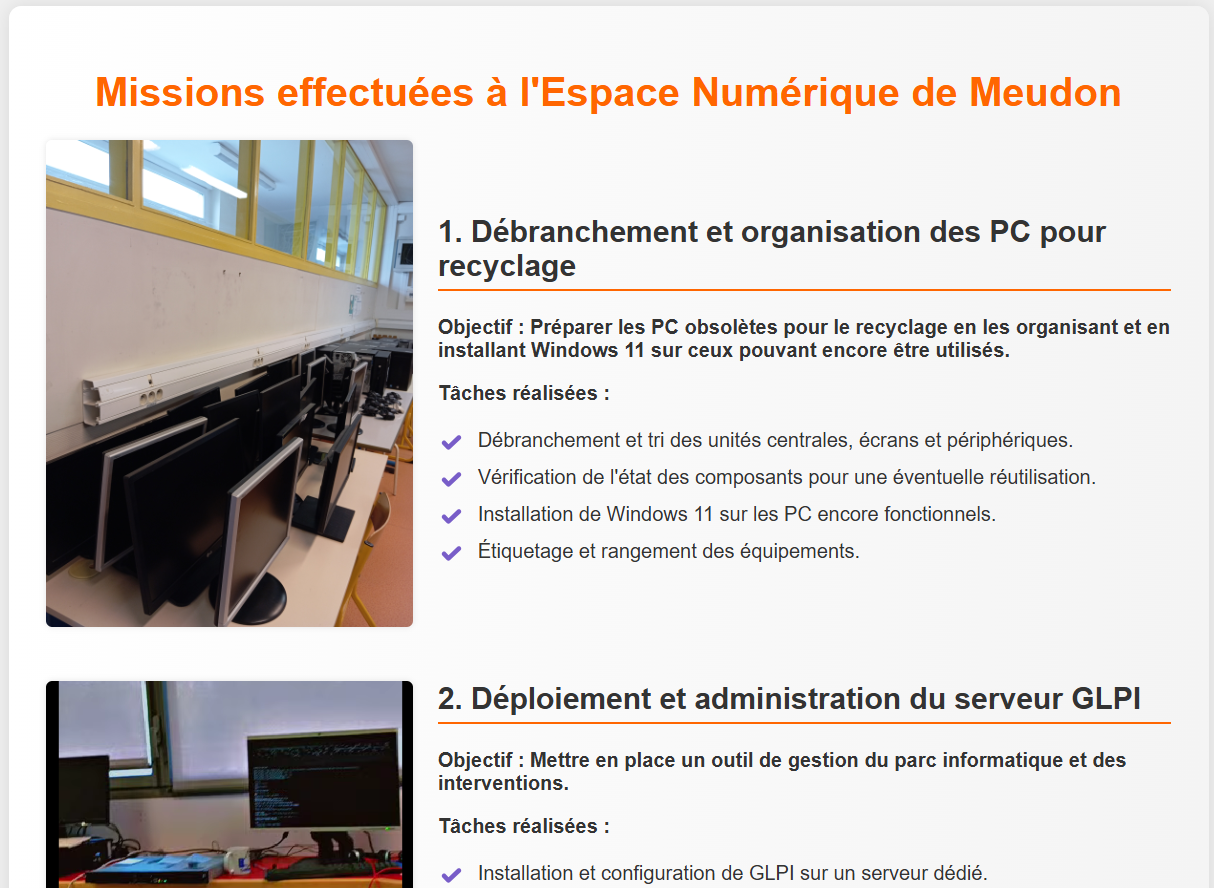 Missions effectuées à l'Espace Numérique de Meudon
1. Débranchement et organisation des PC pour
recyclage
Objectif : Préparer les PC obsolètes pour le recyclage en les organisant et en
installant Windows 11 sur ceux pouvant encore être utilisés.
Tâches réalisées :
Débranchement et tri des unités centrales, écrans et périphériques.
Vérification de l'état des composants pour une éventuelle réutilisation.
Installation de Windows 11 sur les PC encore fonctionnels.
Étiquetage et rangement des équipements.
2. Déploiement et administration du serveur GLPI
Objectif : Mettre en place un outil de gestion du parc informatique et des
interventions.
Tâches réalisées :
Installation et configuration de GLPI sur un serveur dédié.